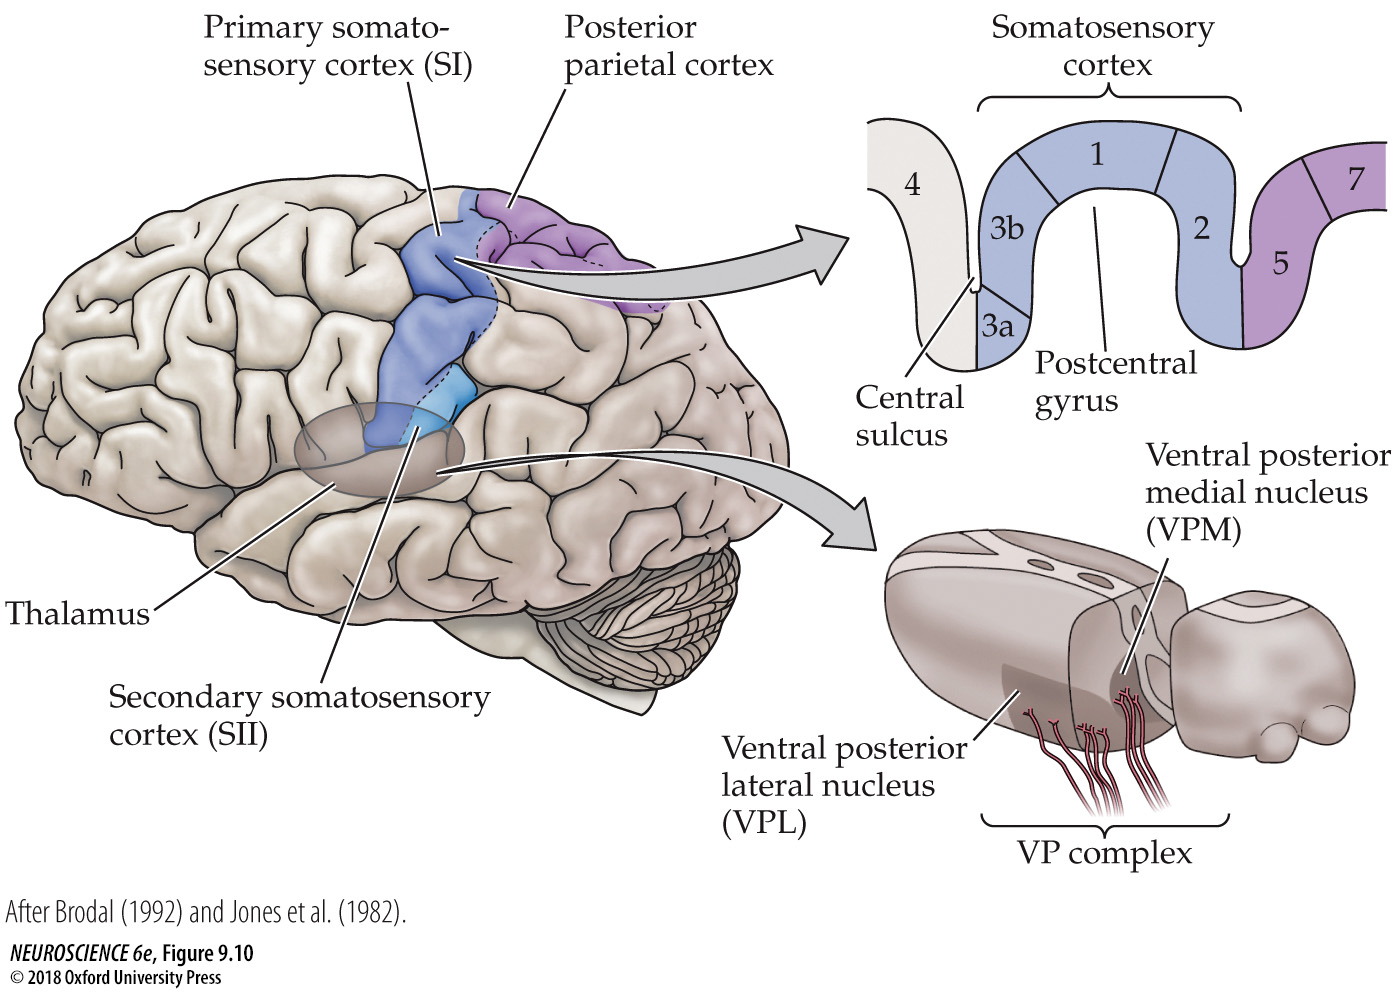 Primary somato-
sensory cortex (SI)
Posterior
parietal cortex
Somatosensory
cortex
4
3b
3a
1
2
5
7
Central
sulcus
Postcentral
gyrus
Thalamus
Secondary somatosensory
cortex (SII)
Ventral posterior
medial nucleus
(VPM)
Ventral posterior
lateral nucleus
(VPL)
VP complex
After Brodal (1992) and Jones et al. (1982).
NEUROSCIENCE 6e, Figure 9.10
© 2018 Oxford University Press